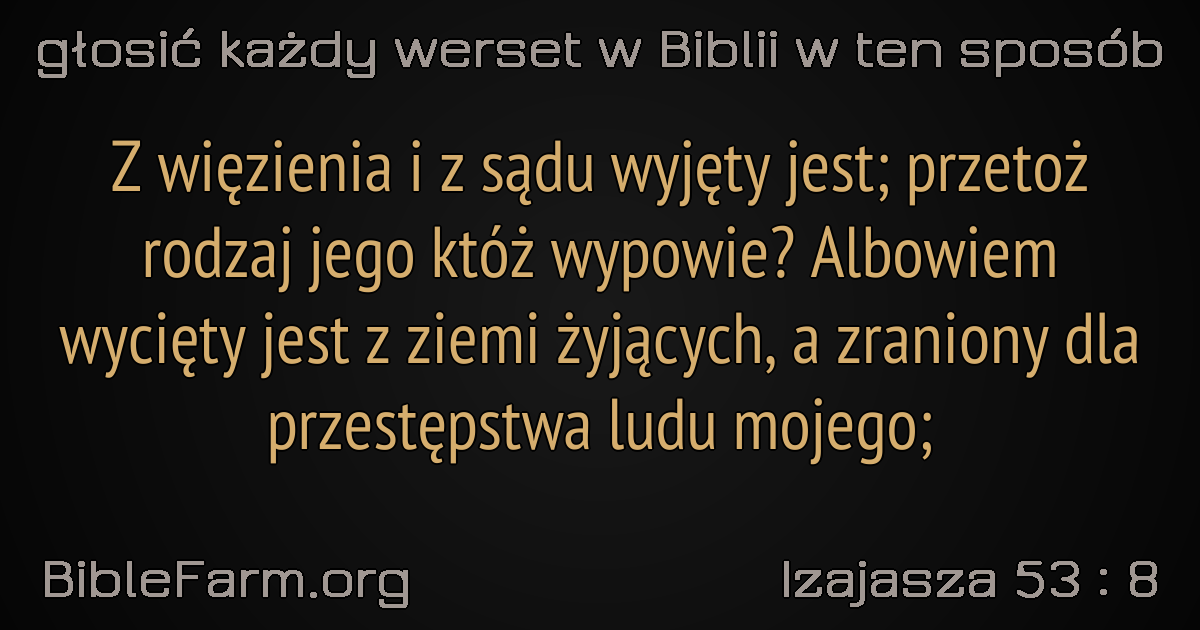 głosić każdy werset w Biblii w ten sposób
Z więzienia i z sądu wyjęty jest; przetoż
rodzaj jego któż wypowie? Albowiem
wycięty jest z ziemi żyjących, a zraniony dla
przestępstwa ludu mojego;
BibleFarm.org
Izajasza 53 : 8